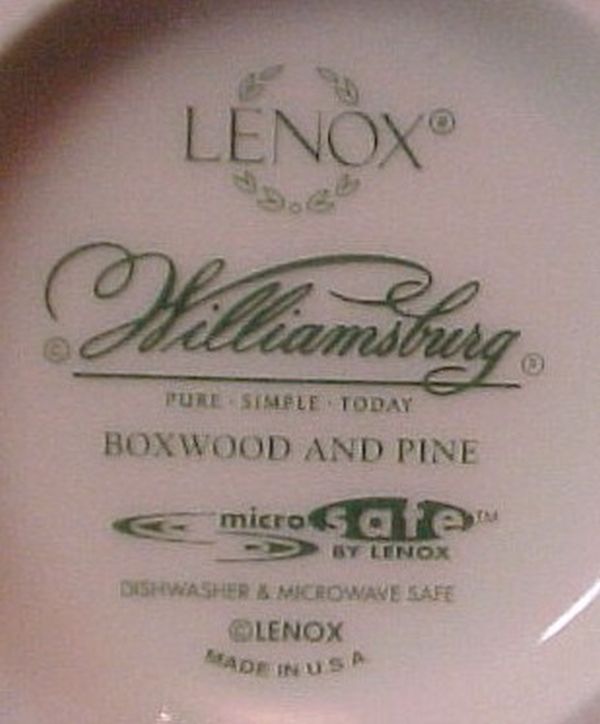 LENOX®
© Williamsburg ®
PURE · SIMPLE · TODAY
BOXWOOD AND PINE
micro safe™
BY LENOX
DISHWASHER & MICROWAVE SAFE
©LENOX
MADE IN U S A